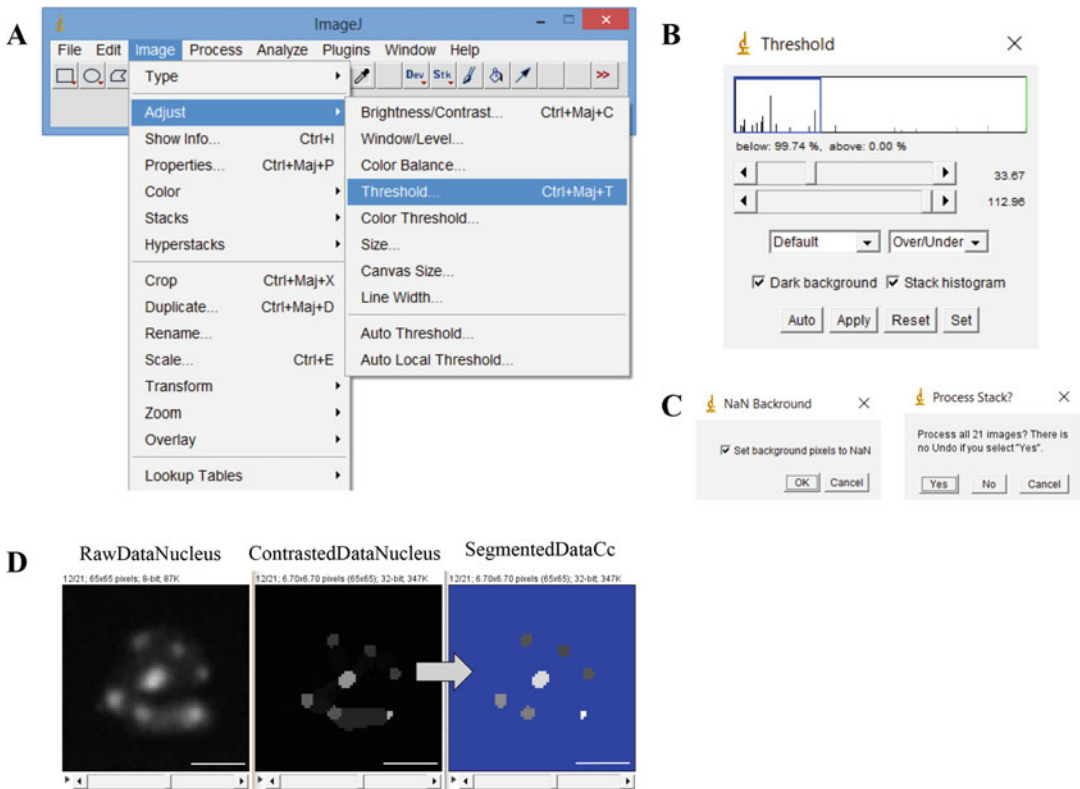 A
ImageJ
File Edit Image Process Analyze Plugins Window Help
Dev Stk >>
Type
Adjust
Show Info... Ctrl+I
Properties... Ctrl+Maj+P
Color
Stacks
Hyperstacks
Crop Ctrl+Maj+X
Duplicate... Ctrl+Maj+D
Rename...
Scale... Ctrl+E
Transform
Zoom
Overlay
Lookup Tables
Brightness/Contrast... Ctrl+Maj+C
Window/Level...
Color Balance...
Threshold... Ctrl+Maj+T
Color Threshold...
Size...
Canvas Size...
Line Width...
Auto Threshold...
Auto Local Threshold...
B
Threshold
below: 99.74 %, above: 0.00 %
33.67
112.96
Default Over/Under
Dark background Stack histogram
Auto Apply Reset Set
C
NaN Backround
Set background pixels to NaN
OK Cancel
Process Stack?
Process all 21 images? There is
no Undo if you select "Yes".
Yes No Cancel
D
RawDataNucleus ContrastedDataNucleus SegmentedDataCc
12/21; 65x65 pixels; 8-bit; 87K
12/21; 6.70x6.70 pixels (65x65); 32-bit; 347K
12/21; 6.70x6.70 pixels (65x65); 32-bit; 347K